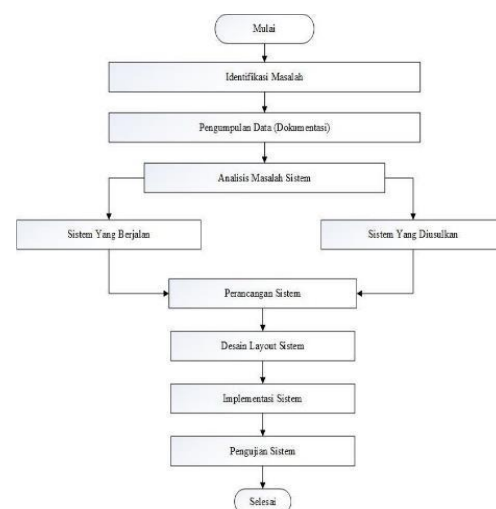 Mulai
Identifikasi Masalah
Pengumpulan Data (Dokumentasi)
Analisis Masalah Sistem
Sistem Yang Berjalan
Sistem Yang Diusulkan
Perancangan Sistem
Desain Layout Sistem
Implementasi Sistem
Pengujian Sistem
Selesai